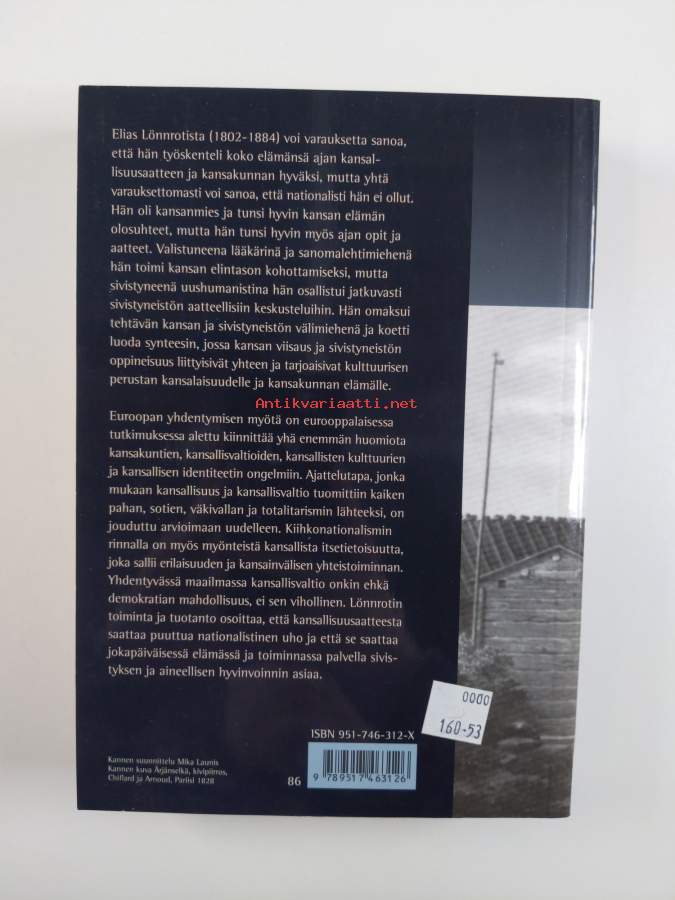 Elias Lönnrotista (1802-1884) voi varauksetta sanoa,
että hän työskenteli koko elämänsä ajan kansal-
lisuusaatteen ja kansakunnan hyväksi, mutta yhtä
varauksettomasti voi sanoa, että nationalisti hän ei ollut.
Hän oli kansanmies ja tunsi hyvin kansan elämän
olosuhteet, mutta hän tunsi hyvin myös ajan opit ja
aatteet. Valistuneena lääkärinä ja sanomalehtimiehenä
hän toimi kansan elintason kohottamiseksi, mutta
sivistyneenä uushumanistina hän osallistui jatkuvasti
sivistyneistön aatteellisiin keskusteluihin. Hän omaksui
tehtävän kansan ja sivistyneistön välimiehenä ja koetti
luoda synteesin, jossa kansan viisaus ja sivistyneistön
oppineisuus liittyisivät yhteen ja tarjoaisivat kulttuurisen
perustan kansalaisuudelle ja kansakunnan elämälle.
Antikvariaatti.net
Euroopan yhdentymisen myötä on eurooppalaisessa
tutkimuksessa alettu kiinnittää yhä enemmän huomiota
kansakuntien, kansallisvaltioiden, kansallisten kulttuurien
ja kansallisen identiteetin ongelmiin. Ajattelutapa, jonka
mukaan kansallisuus ja kansallisvaltio tuomittiin kaiken
pahan, sotien, väkivallan ja totalitarismin lähteeksi, on
jouduttu arvioimaan uudelleen. Kiihkonationalismin
rinnalla on myös myönteistä kansallista itsetietoisuutta,
joka sallii erilaisuuden ja kansainvälisen yhteistoiminnan.
Yhdentyvässä maailmassa kansallisvaltio onkin ehkä
demokratian mahdollisuus, ei sen vihollinen. Lönnrotin
toiminta ja tuotanto osoittaa, että kansallisuusaatteesta
saattaa puuttua nationalistinen uho ja että se saattaa
jokapäiväisessä elämässä ja toiminnassa palvella sivis-
tyksen ja aineellisen hyvinvoinnin asiaa.
0000
160-53
ISBN 951-746-312-X
Kannen suunnittelu Mika Launis
Kannen kuva Ärjänselkä, kivipiirros,
Chiflard ja Arnoud, Pariisi 1828
86
9 789517 463126